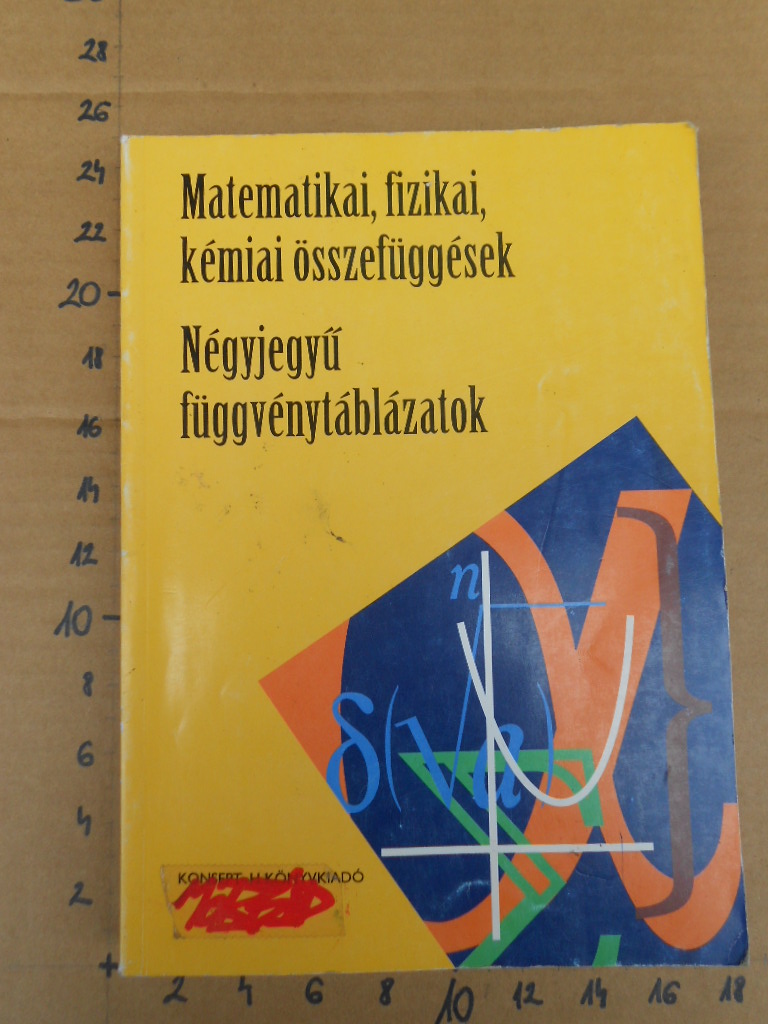 28
26
24
22
20
18
16
14
12
10
8
6
4
2
Matematikai, fizikai,
kémiai összefüggések
Négyjegyű
függvénytáblázatok
n
δ(√a)
KONSEPT-H KÖNYVKIADÓ
2 4 6 8 10 12 14 16 18